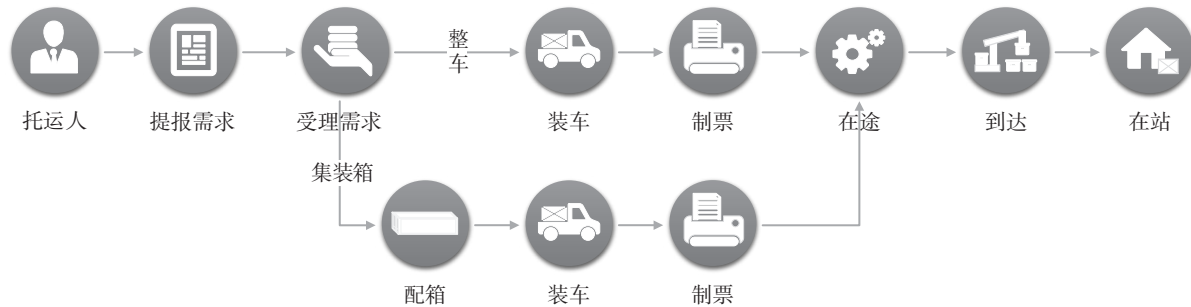 整车
托运人
提报需求
受理需求
装车
制票
在途
到达
在站
集装箱
配箱
装车
制票